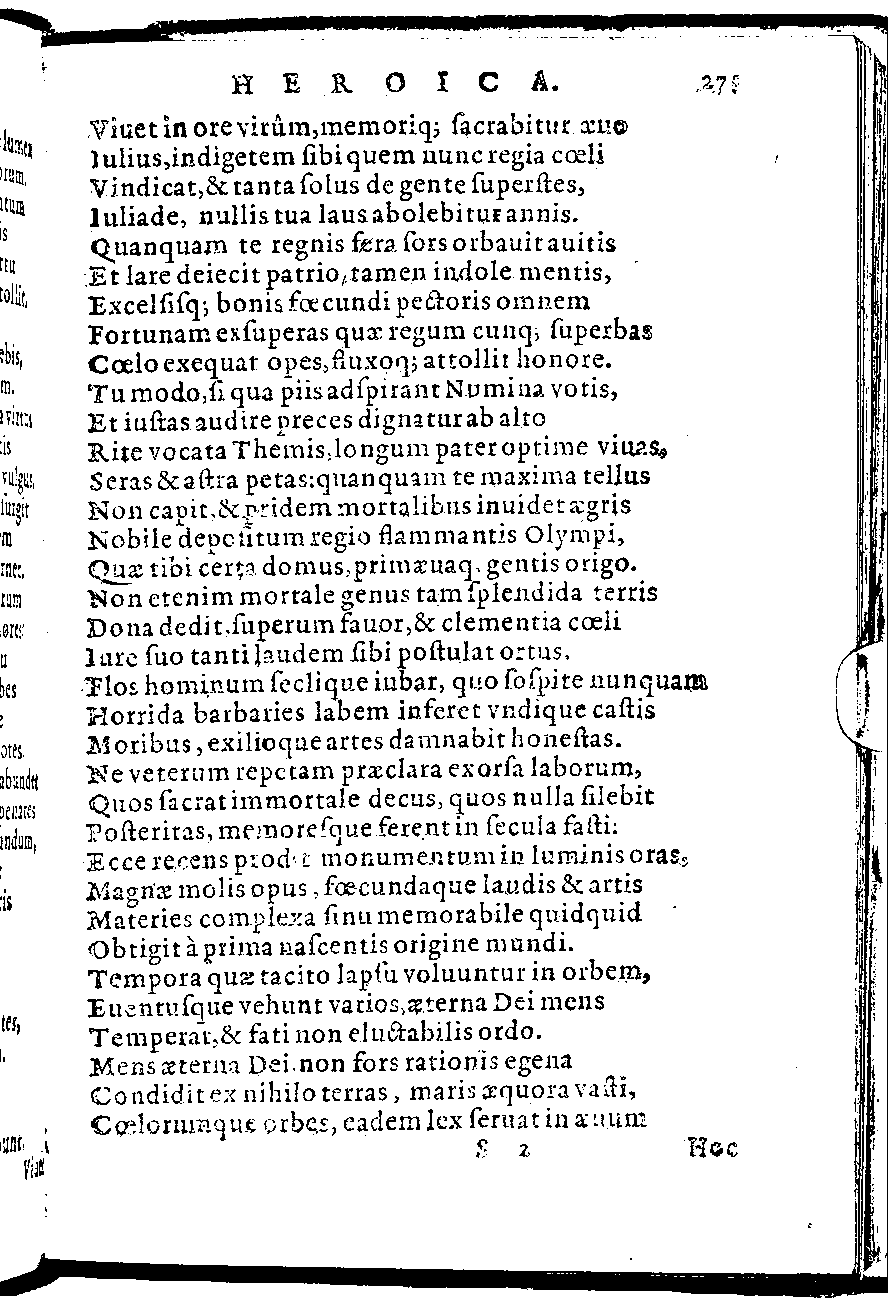 HEROICA. 275
Viuet in ore virûm, memoriq; ſacrabitur æuo
Iulius, indigetem ſibi quem nunc regia cœli
Vindicat, & tanta ſolus de gente ſuperſtes,
Iuliade, nullis tua laus abolebitur annis.
Quanquam te regnis fera ſors orbauit auitis
Et lare deiecit patrio, tamen indole mentis,
Excelſiſq; bonis fœcundi pectoris omnem
Fortunam exſuperas quæ regum cunq; ſuperbas
Cœlo exequat opes, fluxoq; attollit honore.
Tu modo, ſi qua piis adſpirant Numina votis,
Et iuſtas audire preces dignatur ab alto
Rite vocata Themis, longum pater optime viuas,
Seras & aſtra petas: quanquam te maxima tellus
Non capit, & pridem mortalibus inuidet ægris
Nobile depoſitum regio flammantis Olympi,
Quæ tibi certa domus, primæuaq, gentis origo.
Non etenim mortale genus tam ſplendida terris
Dona dedit, ſuperum fauor, & clementia cœli
Iure ſuo tanti laudem ſibi poſtulat ortus.
Flos hominum ſeclique iubar, quo ſoſpite nunquam
Horrida barbaries labem inferet vndique caſtis
Moribus, exilioque artes damnabit honeſtas.
Ne veterum repetam præclara exorſa laborum,
Quos ſacrat immortale decus, quos nulla ſilebit
Poſteritas, memoreſque ferent in ſecula faſti:
Ecce recens prodit monumentum in luminis oras,
Magnæ molis opus, fœcundaque laudis & artis
Materies complexa ſinu memorabile quidquid
Obtigit à prima naſcentis origine mundi.
Tempora quæ tacito lapſu voluuntur in orbem,
Euentuſque vehunt varios, æterna Dei mens
Temperat, & fati non eluctabilis ordo.
Mens æterna Dei. non fors rationis egena
Condidit ex nihilo terras, maris æquora vaſti,
Cœlorumque orbes, eadem lex ſeruat in æuum
S 2 Hoc